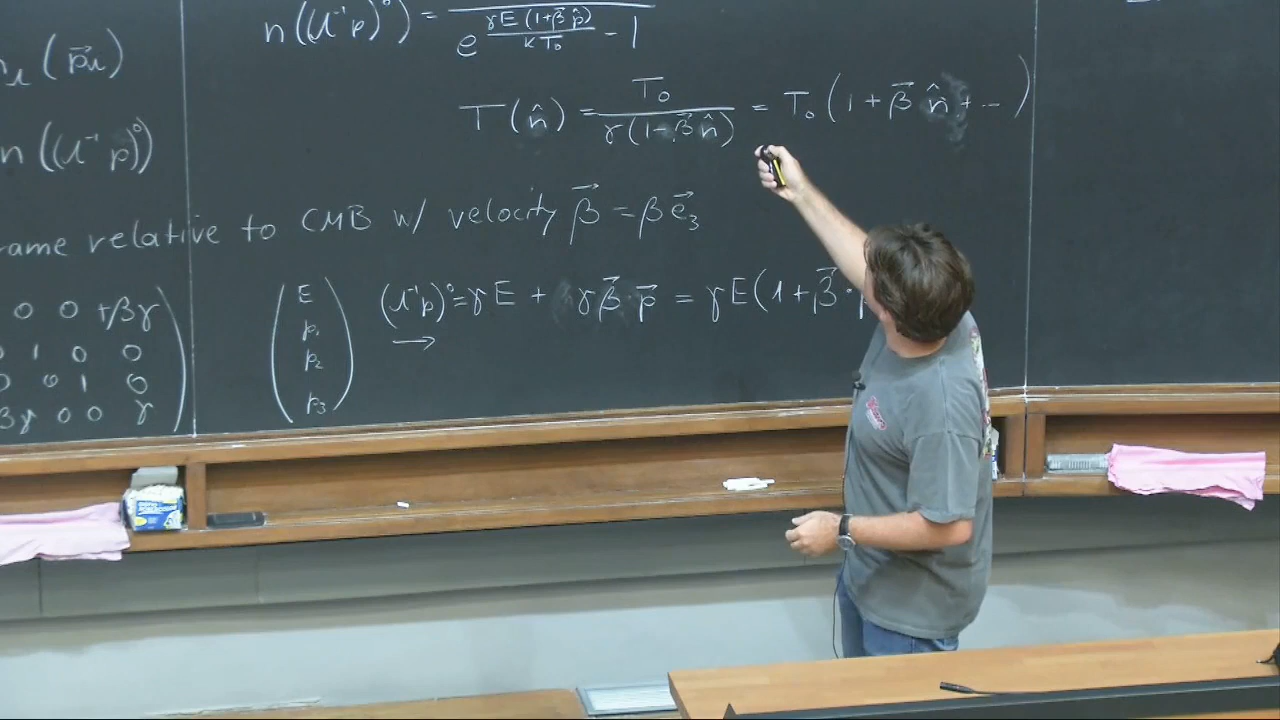 n((Λ⁻¹p)⁰) =
e^(γE(1+β⃗p̂)/KT₀) - 1
(p⃗_Λ)
n((Λ⁻¹p)⁰)
T(n̂) = T₀/(γ(1-β⃗n̂)) = T₀(1+β⃗n̂+...)
ame relative to CMB w/ velocity β⃗ = βe⃗₃
0 0 +βγ
1 0 0
0 1 0
βγ 0 0 γ
E
p₁
p₂
p₃
(Λ⁻¹p)⁰=γE + γβ⃗p⃗ = γE(1+β⃗·
→